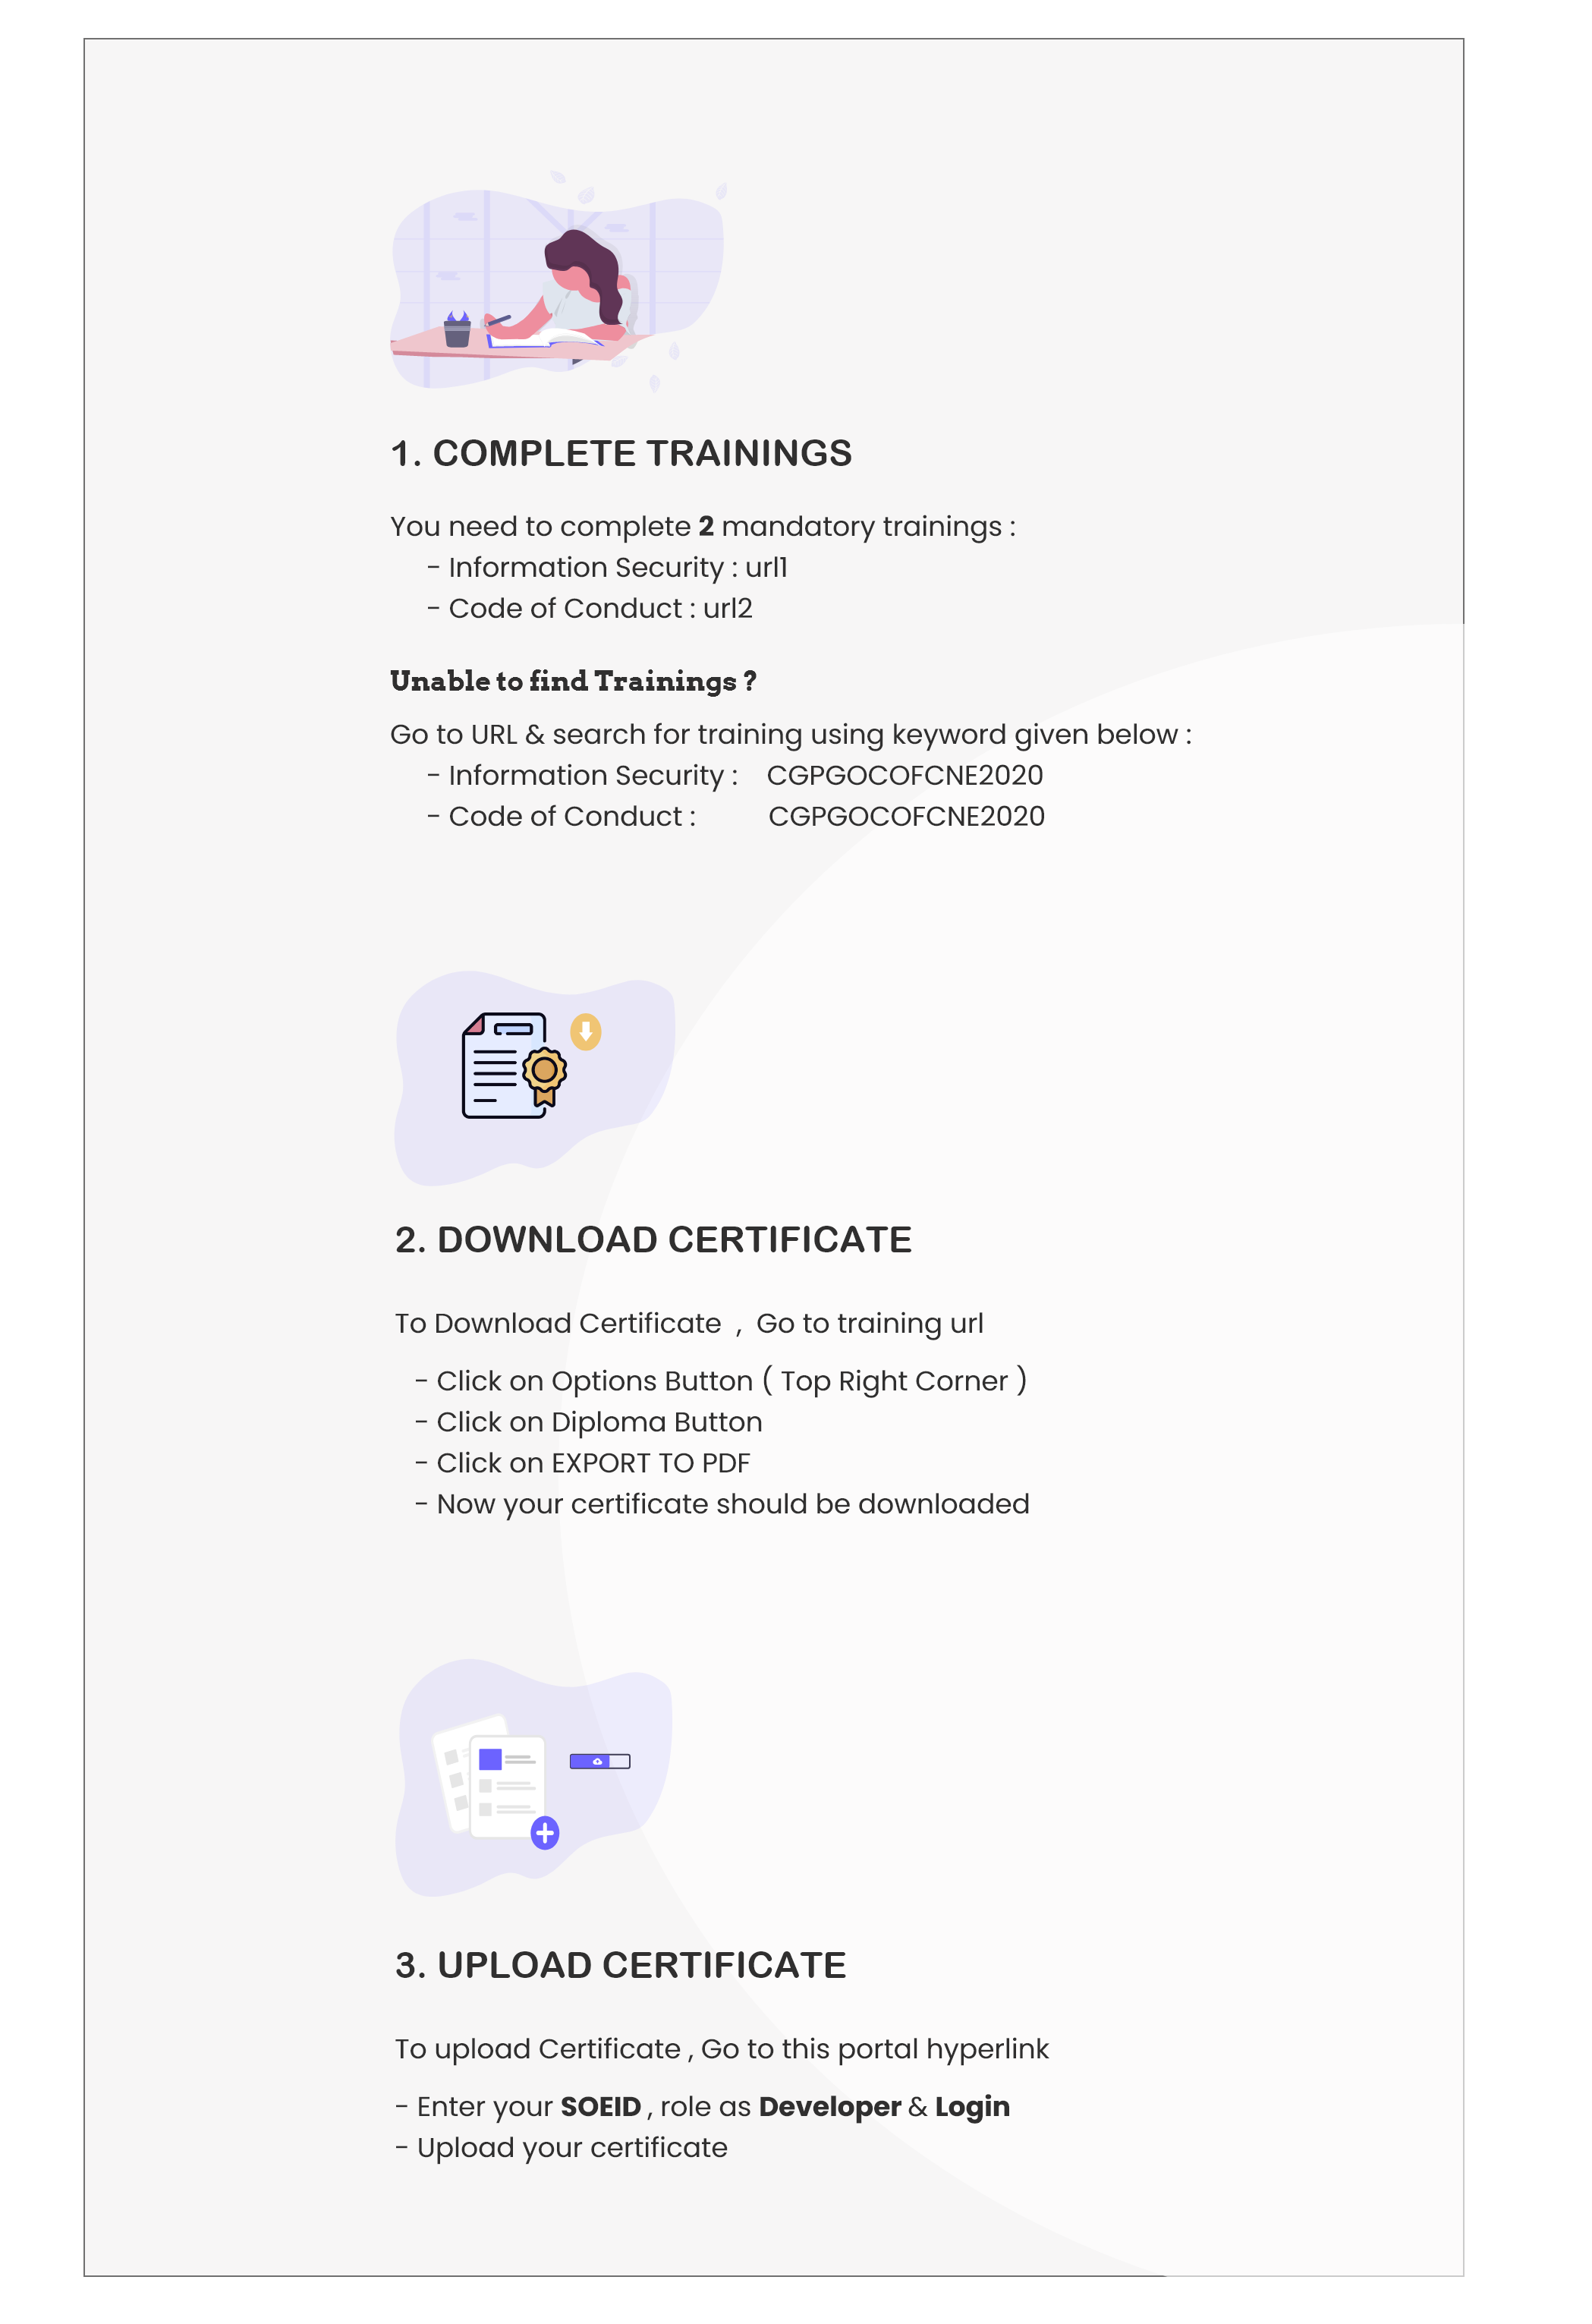 1. COMPLETE TRAININGS
You need to complete 2 mandatory trainings :
- Information Security : url1
- Code of Conduct : url2
Unable to find Trainings ?
Go to URL & search for training using keyword given below :
- Information Security : CGPGOCOFCNE2020
- Code of Conduct : CGPGOCOFCNE2020
2. DOWNLOAD CERTIFICATE
To Download Certificate , Go to training url
- Click on Options Button ( Top Right Corner )
- Click on Diploma Button
- Click on EXPORT TO PDF
- Now your certificate should be downloaded
3. UPLOAD CERTIFICATE
To upload Certificate , Go to this portal hyperlink
- Enter your SOEID , role as Developer & Login
- Upload your certificate